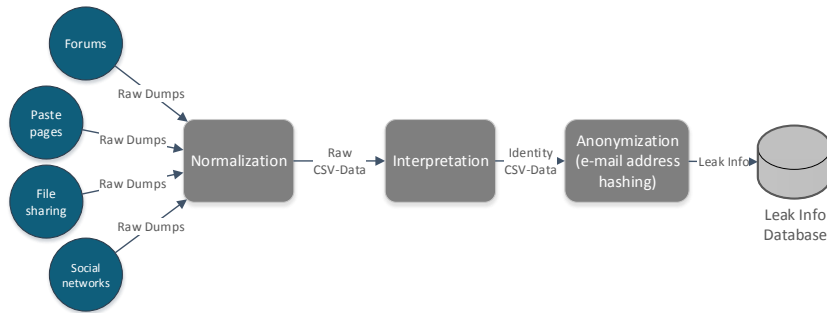 Forums
Raw Dumps
Paste
pages
Raw Dumps
File
sharing
Raw Dumps
Social
networks
Raw Dumps
Normalization
Raw
CSV-Data
Interpretation
Identity
CSV-Data
Anonymization
(e-mail address
hashing)
Leak Info
Leak Info
Database